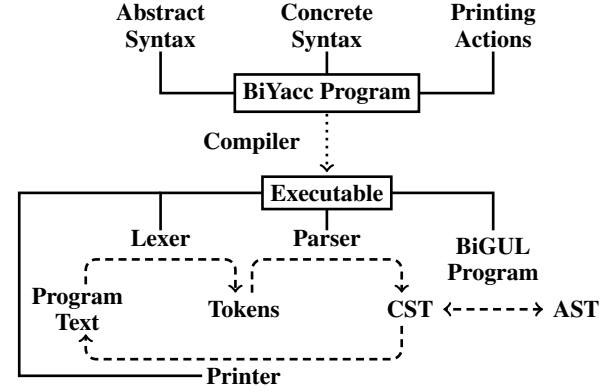 Abstract Syntax
Concrete Syntax
Printing Actions
BiYacc Program
Compiler
Executable
Lexer
Parser
BiGUL Program
Program Text
Tokens
CST
AST
Printer